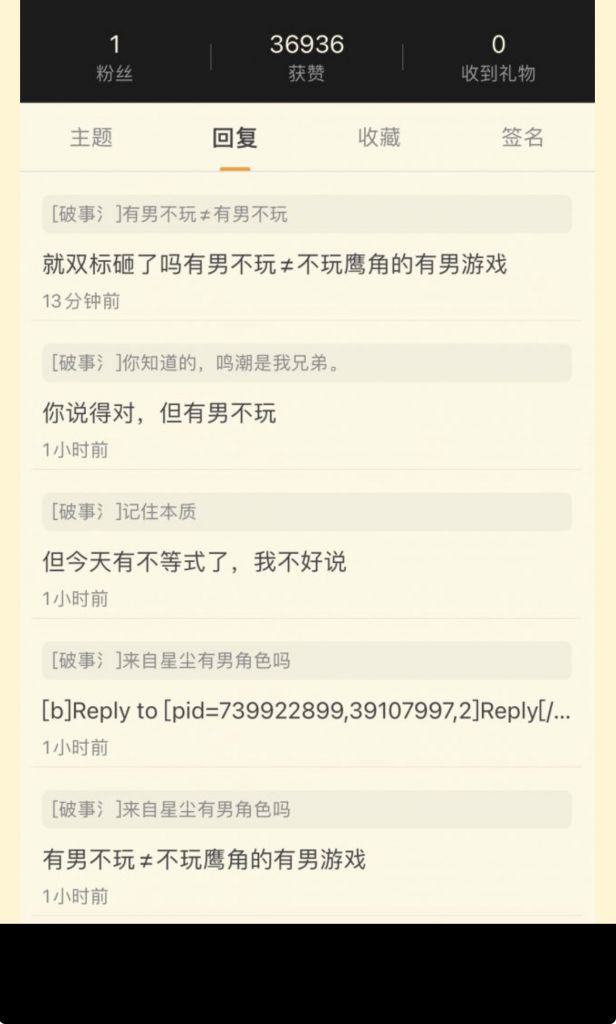 1 36936 0
粉丝 获赞 收到礼物
主题 回复 收藏 签名
[破事氵]有男不玩≠有男不玩
就双标砸了吗有男不玩≠不玩鹰角的有男游戏
13分钟前
[破事氵]你知道的，鸣潮是我兄弟。
你说得对，但有男不玩
1小时前
[破事氵]记住本质
但今天有不等式了，我不好说
1小时前
[破事氵]来自星尘有男角色吗
[b]Reply to [pid=739922899,39107997,2]Reply[/...
1小时前
[破事氵]来自星尘有男角色吗
有男不玩≠不玩鹰角的有男游戏
1小时前